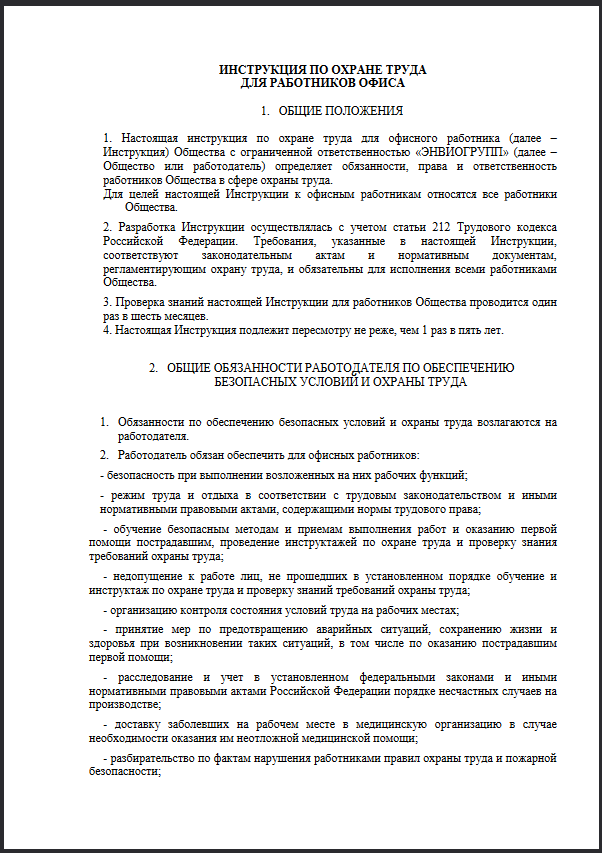 ИНСТРУКЦИЯ ПО ОХРАНЕ ТРУДА
ДЛЯ РАБОТНИКОВ ОФИСА
1. ОБЩИЕ ПОЛОЖЕНИЯ
1. Настоящая инструкция по охране труда для офисного работника (далее –
Инструкция) Общества с ограниченной ответственностью «ЭНВИОГРУПП» (далее –
Общество или работодатель) определяет обязанности, права и ответственность
работников Общества в сфере охраны труда.
Для целей настоящей Инструкции к офисным работникам относятся все работники
Общества.
2. Разработка Инструкции осуществлялась с учетом статьи 212 Трудового кодекса
Российской Федерации. Требования, указанные в настоящей Инструкции,
соответствуют законодательным актам и нормативным документам,
регламентирующим охрану труда, и обязательны для исполнения всеми работниками
Общества.
3. Проверка знаний настоящей Инструкции для работников Общества проводится один
раз в шесть месяцев.
4. Настоящая Инструкция подлежит пересмотру не реже, чем 1 раз в пять лет.
2. ОБЩИЕ ОБЯЗАННОСТИ РАБОТОДАТЕЛЯ ПО ОБЕСПЕЧЕНИЮ
БЕЗОПАСНЫХ УСЛОВИЙ И ОХРАНЫ ТРУДА
1. Обязанности по обеспечению безопасных условий и охраны труда возлагаются на
работодателя.
2. Работодатель обязан обеспечить для офисных работников:
- безопасность при выполнении возложенных на них рабочих функций;
- режим труда и отдыха в соответствии с трудовым законодательством и иными
нормативными правовыми актами, содержащими нормы трудового права;
- обучение безопасным методам и приемам выполнения работ и оказанию первой
помощи пострадавшим, проведение инструктажей по охране труда и проверку знания
требований охраны труда;
- недопущение к работе лиц, не прошедших в установленном порядке обучение и
инструктаж по охране труда и проверку знаний требований охраны труда;
- организацию контроля состояния условий труда на рабочих местах;
- принятие мер по предотвращению аварийных ситуаций, сохранению жизни и
здоровья при возникновении таких ситуаций, в том числе по оказанию пострадавшим
первой помощи;
- расследование и учет в установленном федеральными законами и иными
нормативными правовыми актами Российской Федерации порядке несчастных случаев на
производстве;
- доставку заболевших на рабочем месте в медицинскую организацию в случае
необходимости оказания им неотложной медицинской помощи;
- разбирательство по фактам нарушения работниками правил охраны труда и пожарной
безопасности;